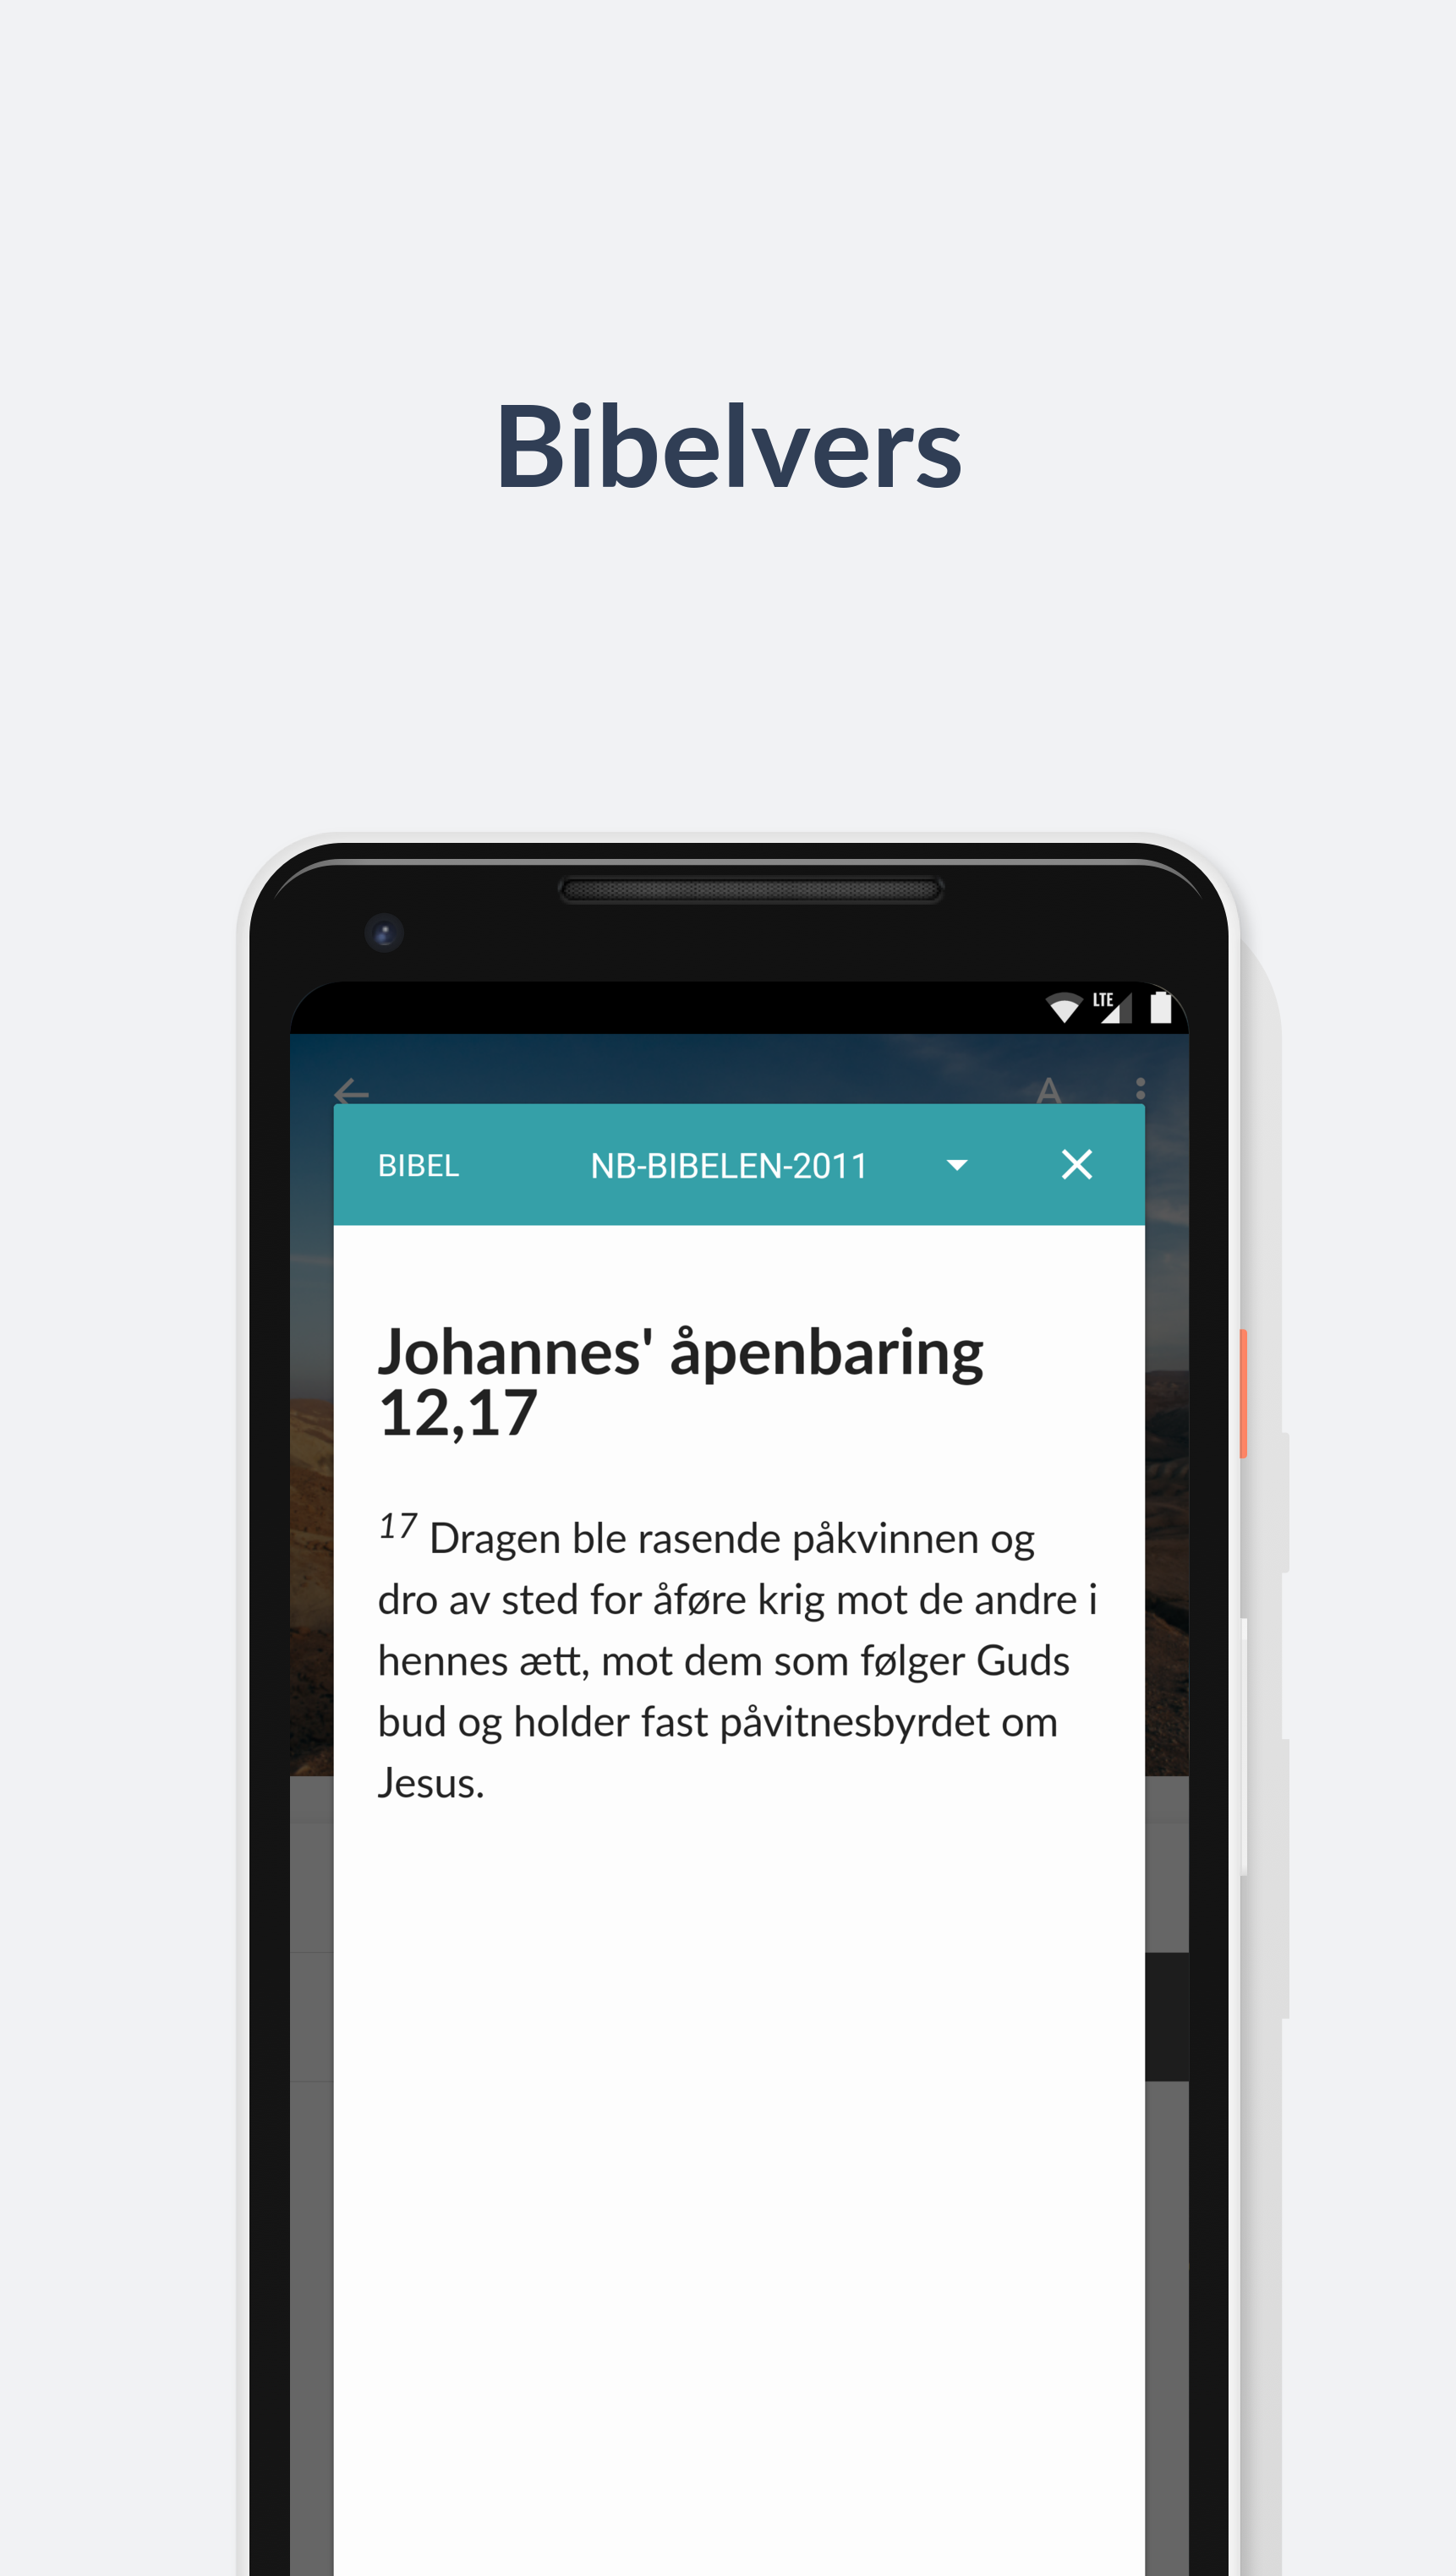 Bibelvers
LTE
A
BIBEL NB-BIBELEN-2011
Johannes' åpenbaring
12,17
17 Dragen ble rasende påkvinnen og
dro av sted for åføre krig mot de andre i
hennes ætt, mot dem som følger Guds
bud og holder fast påvitnesbyrdet om
Jesus.